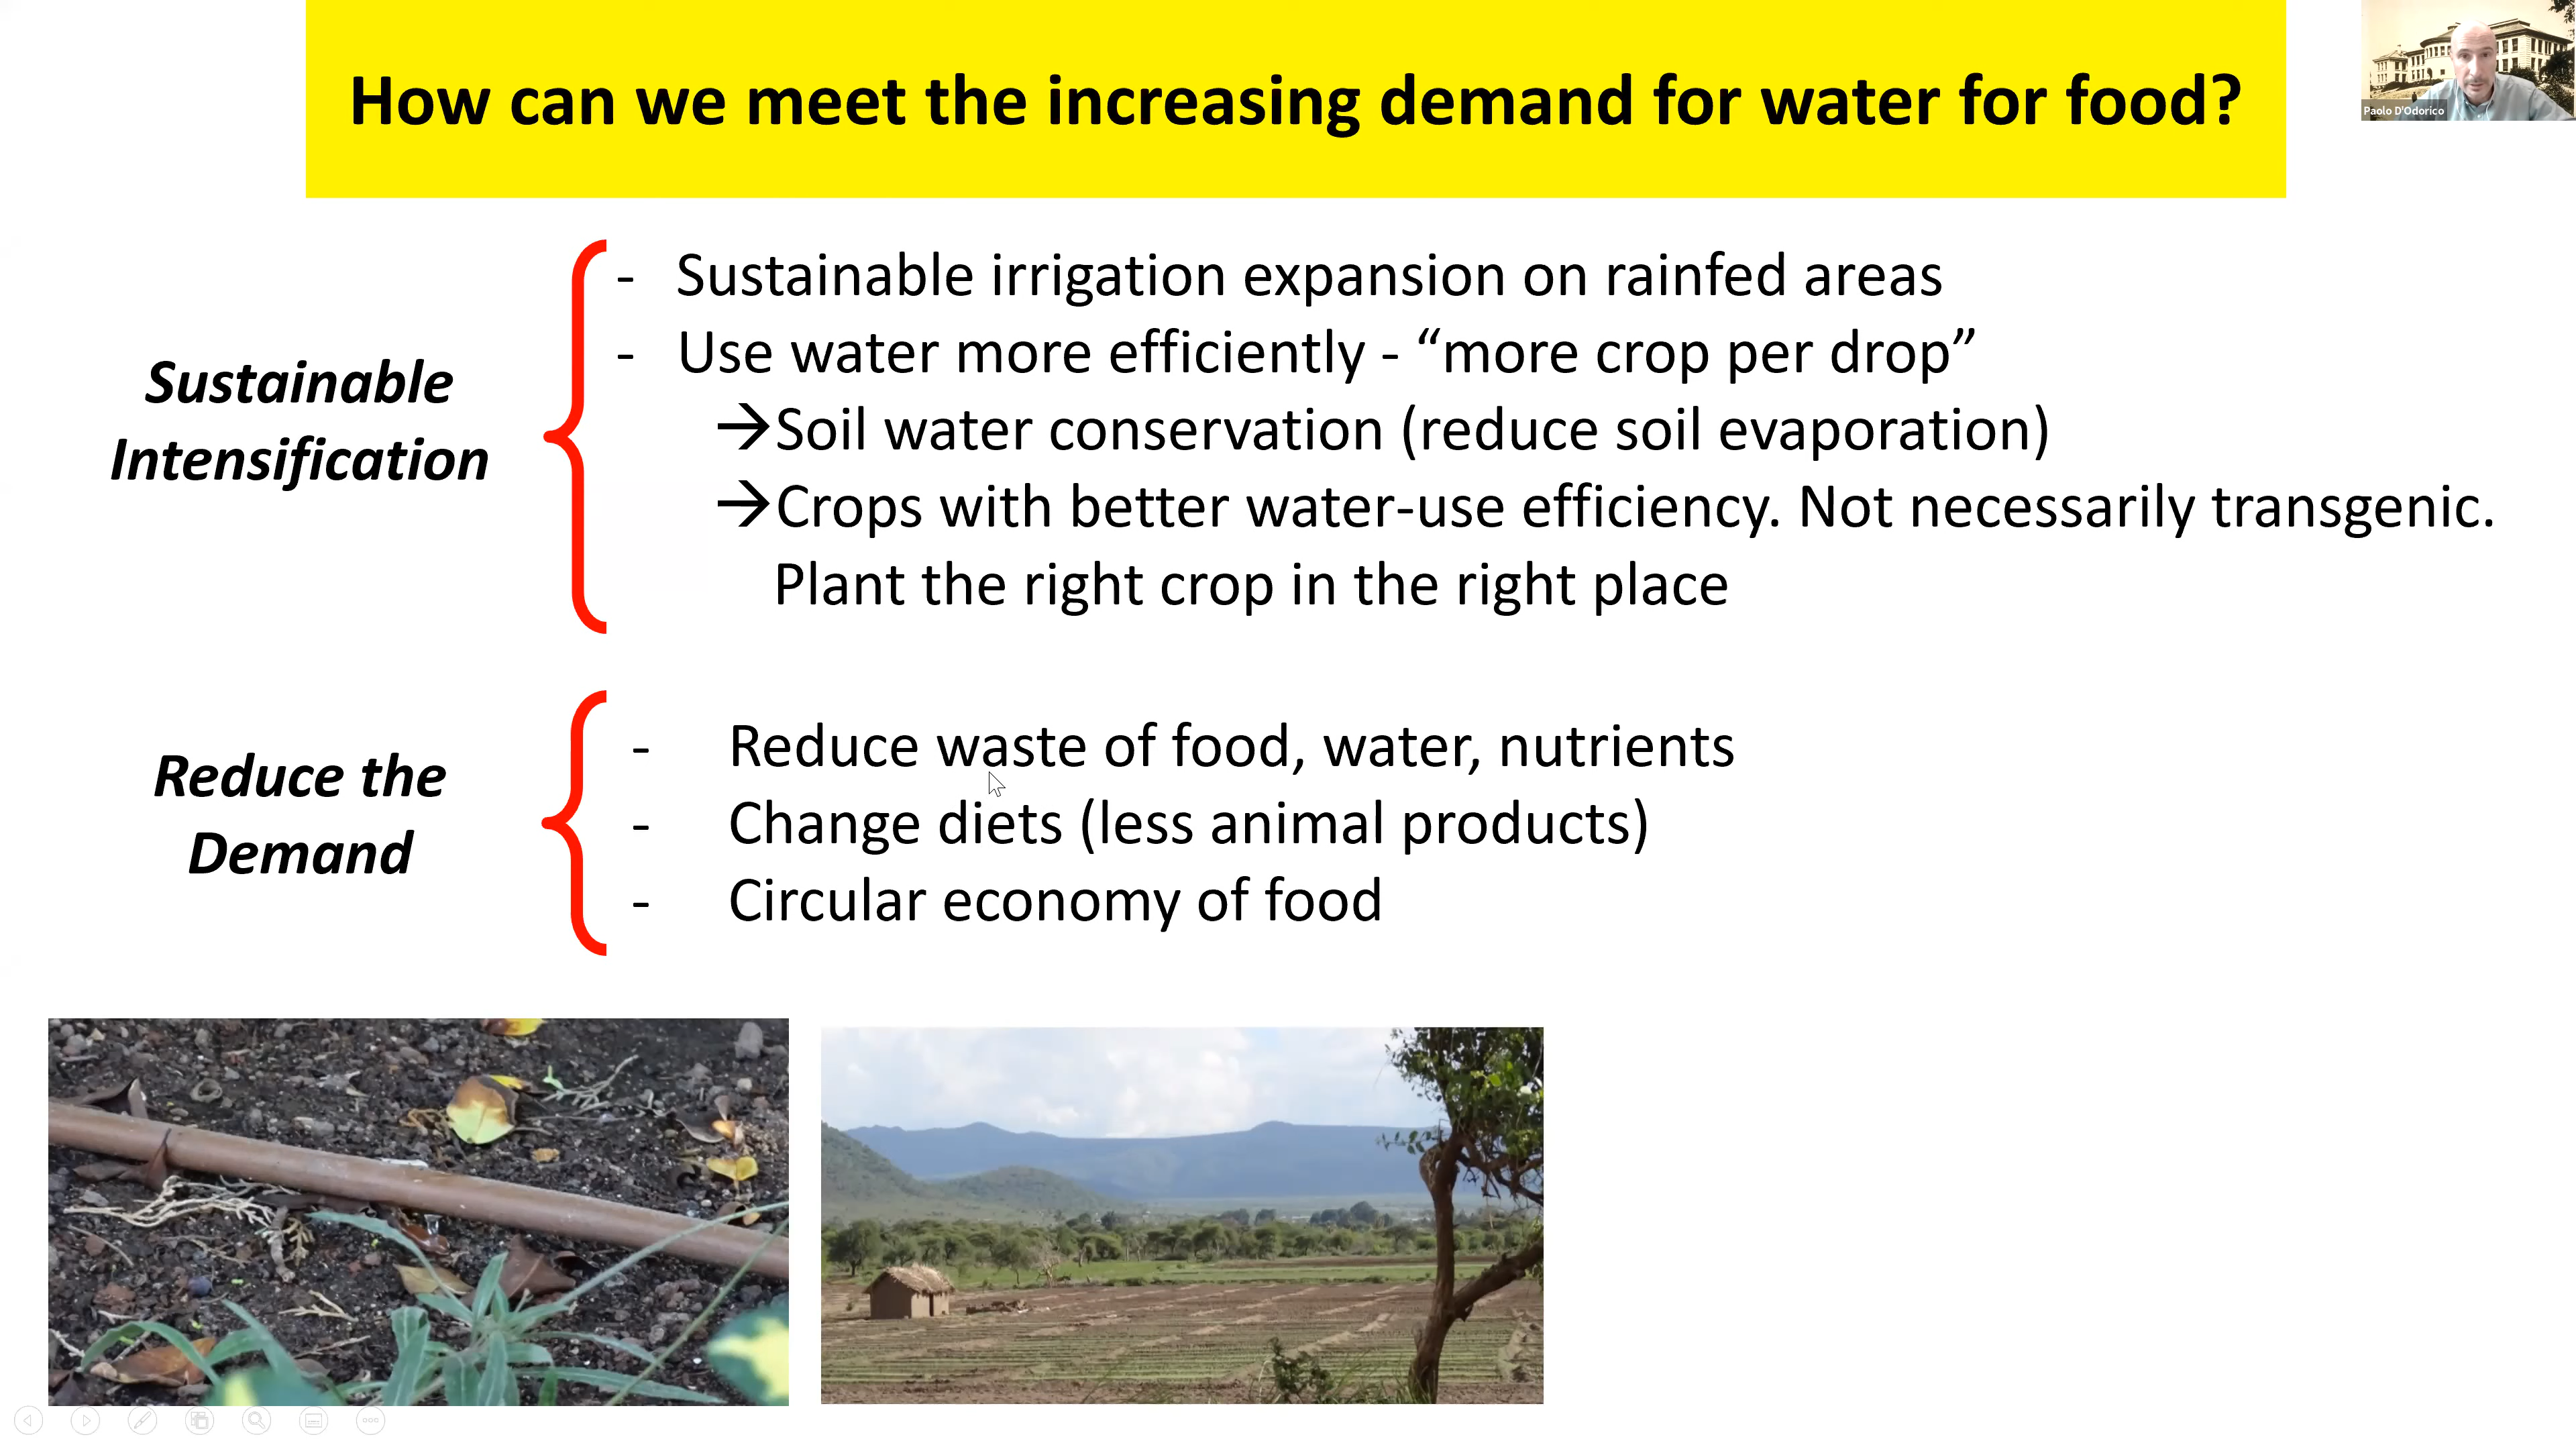 How can we meet the increasing demand for water for food?
Paolo D'Odorico
Sustainable
Intensification
- Sustainable irrigation expansion on rainfed areas
- Use water more efficiently - “more crop per drop”
→Soil water conservation (reduce soil evaporation)
→Crops with better water-use efficiency. Not necessarily transgenic.
Plant the right crop in the right place
Reduce the
Demand
- Reduce waste of food, water, nutrients
- Change diets (less animal products)
- Circular economy of food